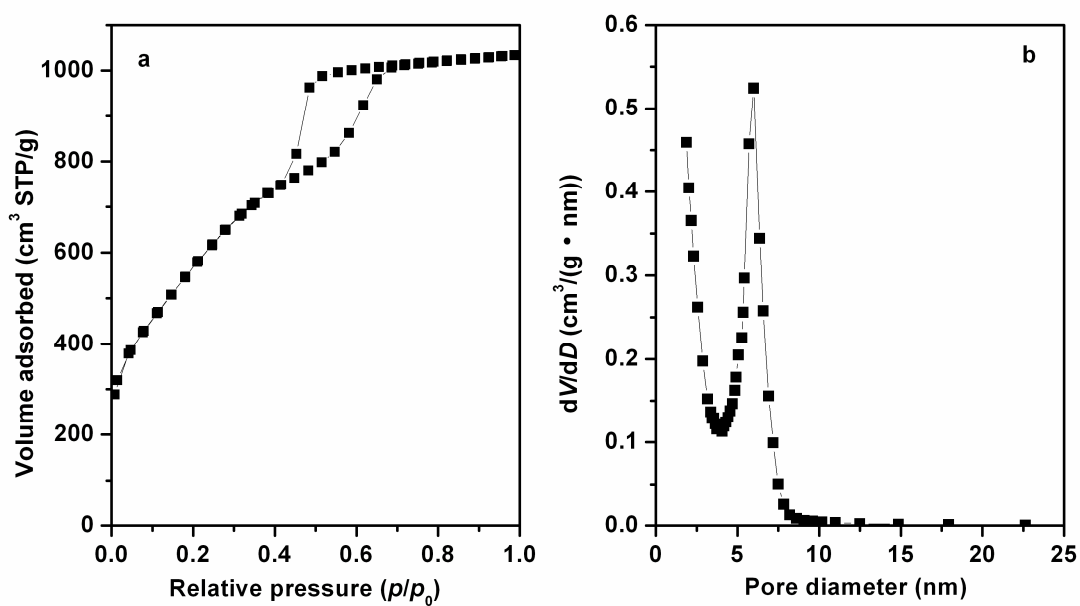 a
Volume adsorbed (cm³ STP/g)
1000
800
600
400
200
0
0.0 0.2 0.4 0.6 0.8 1.0
Relative pressure (p/p₀)
b
dV/dD (cm³/(g • nm))
0.6
0.5
0.4
0.3
0.2
0.1
0.0
0 5 10 15 20 25
Pore diameter (nm)